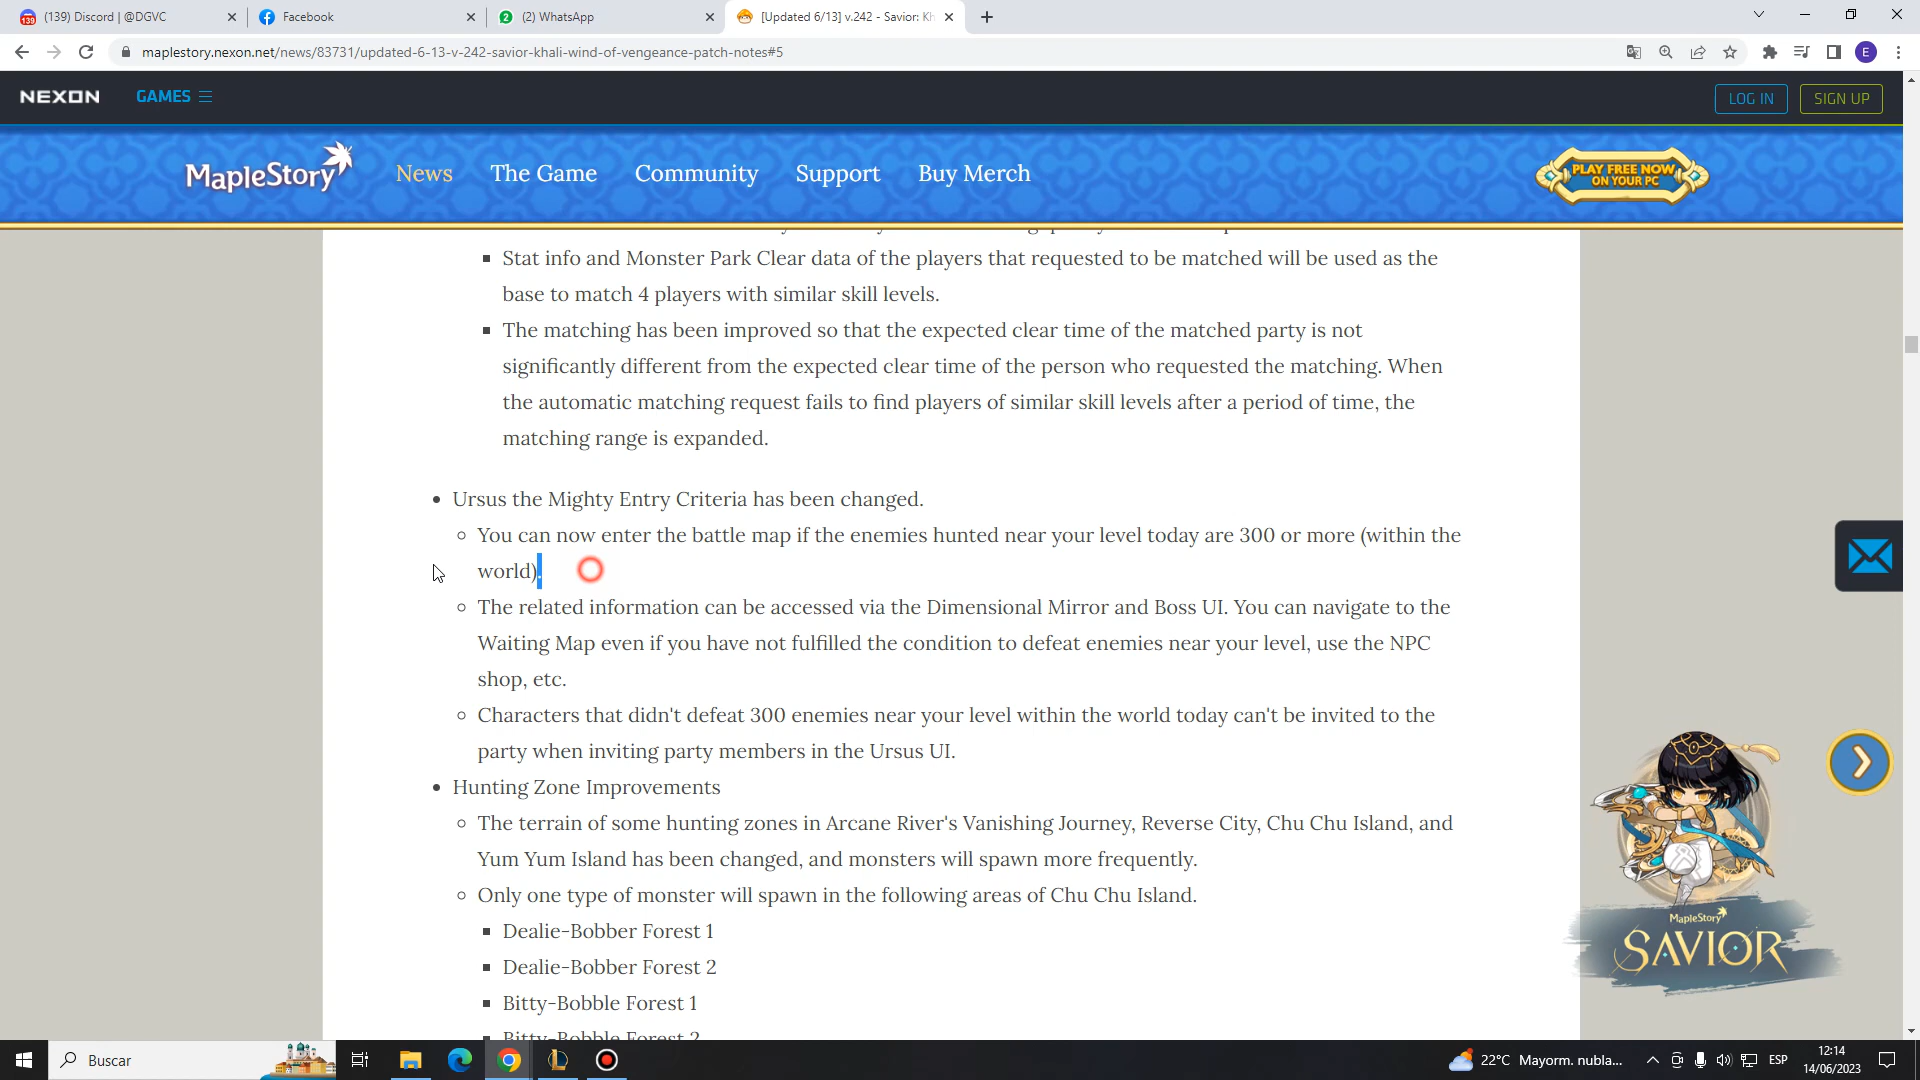 (139) Discord | @DGVC
Facebook
(2) WhatsApp
[Updated 6/13] v.242 - Savior: Kh
maplestory.nexon.net/news/83731/updated-6-13-v-242-savior-khali-wind-of-vengeance-patch-notes#5
E
NEXON
GAMES
LOG IN
SIGN UP
MapleStory
News
The Game
Community
Support
Buy Merch
PLAY FREE NOW
ON YOUR PC
Stat info and Monster Park Clear data of the players that requested to be matched will be used as the
base to match 4 players with similar skill levels.
The matching has been improved so that the expected clear time of the matched party is not
significantly different from the expected clear time of the person who requested the matching. When
the automatic matching request fails to find players of similar skill levels after a period of time, the
matching range is expanded.
Ursus the Mighty Entry Criteria has been changed.
You can now enter the battle map if the enemies hunted near your level today are 300 or more (within the
world).
The related information can be accessed via the Dimensional Mirror and Boss UI. You can navigate to the
Waiting Map even if you have not fulfilled the condition to defeat enemies near your level, use the NPC
shop, etc.
Characters that didn't defeat 300 enemies near your level within the world today can't be invited to the
party when inviting party members in the Ursus UI.
Hunting Zone Improvements
The terrain of some hunting zones in Arcane River's Vanishing Journey, Reverse City, Chu Chu Island, and
Yum Yum Island has been changed, and monsters will spawn more frequently.
Only one type of monster will spawn in the following areas of Chu Chu Island.
Dealie-Bobber Forest 1
Dealie-Bobber Forest 2
Bitty-Bobble Forest 1
Bitty-Bobble Forest 2
MapleStory
SAVIOR
Buscar
22°C Mayorm. nubla...
ESP
12:14
14/06/2023